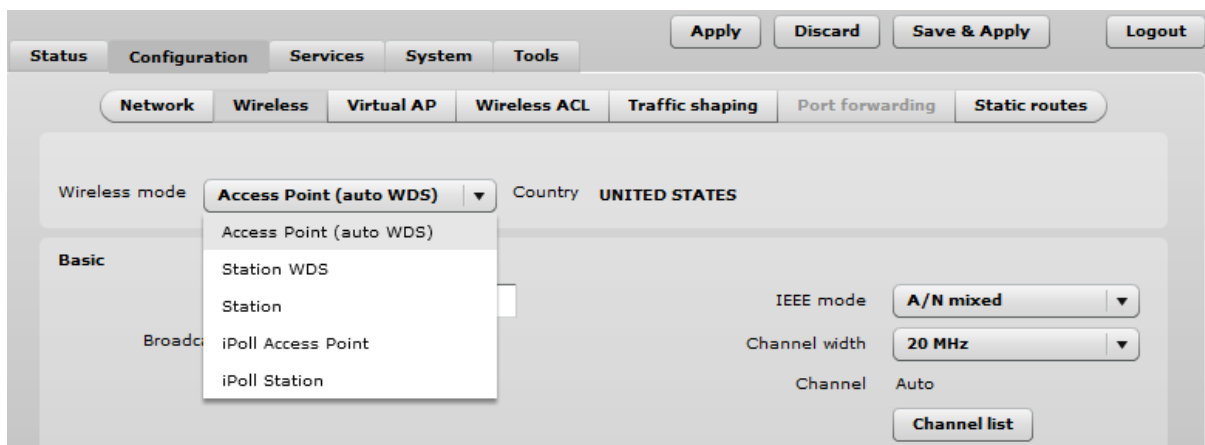 Apply Discard Save & Apply Logout
Status Configuration Services System Tools
Network Wireless Virtual AP Wireless ACL Traffic shaping Port forwarding Static routes
Wireless mode Access Point (auto WDS) Country UNITED STATES
Access Point (auto WDS)
Basic
Station WDS
Station IEEE mode A/N mixed
iPoll Access Point Channel width 20 MHz
iPoll Station Channel Auto
Channel list